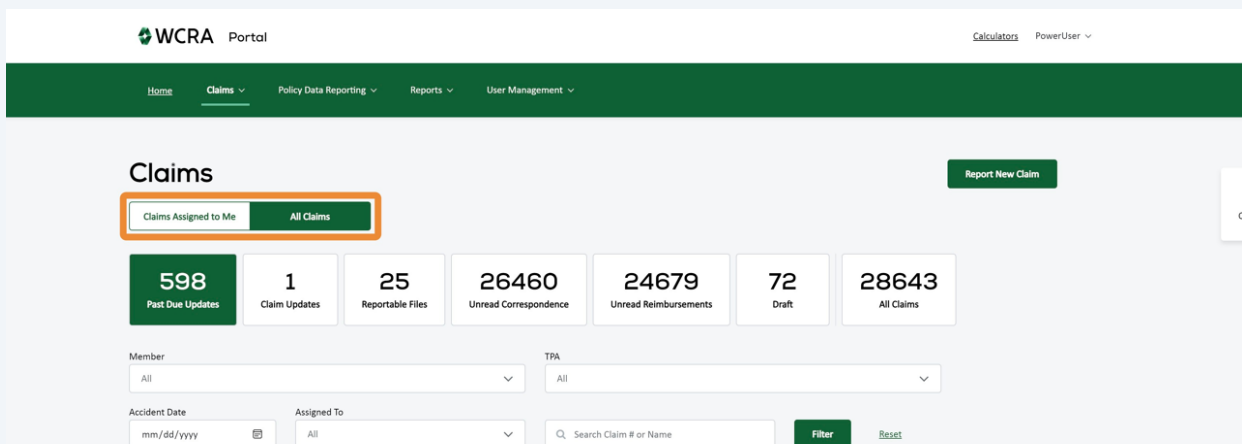 WCRA Portal
Calculators PowerUser
Home Claims Policy Data Reporting Reports User Management
Claims
Report New Claim
Claims Assigned to Me All Claims
598 1 25 26460 24679 72 28643
Past Due Updates Claim Updates Reportable Files Unread Correspondence Unread Reimbursements Draft All Claims
Member TPA
All All
Accident Date Assigned To
mm/dd/yyyy All Search Claim # or Name Filter Reset